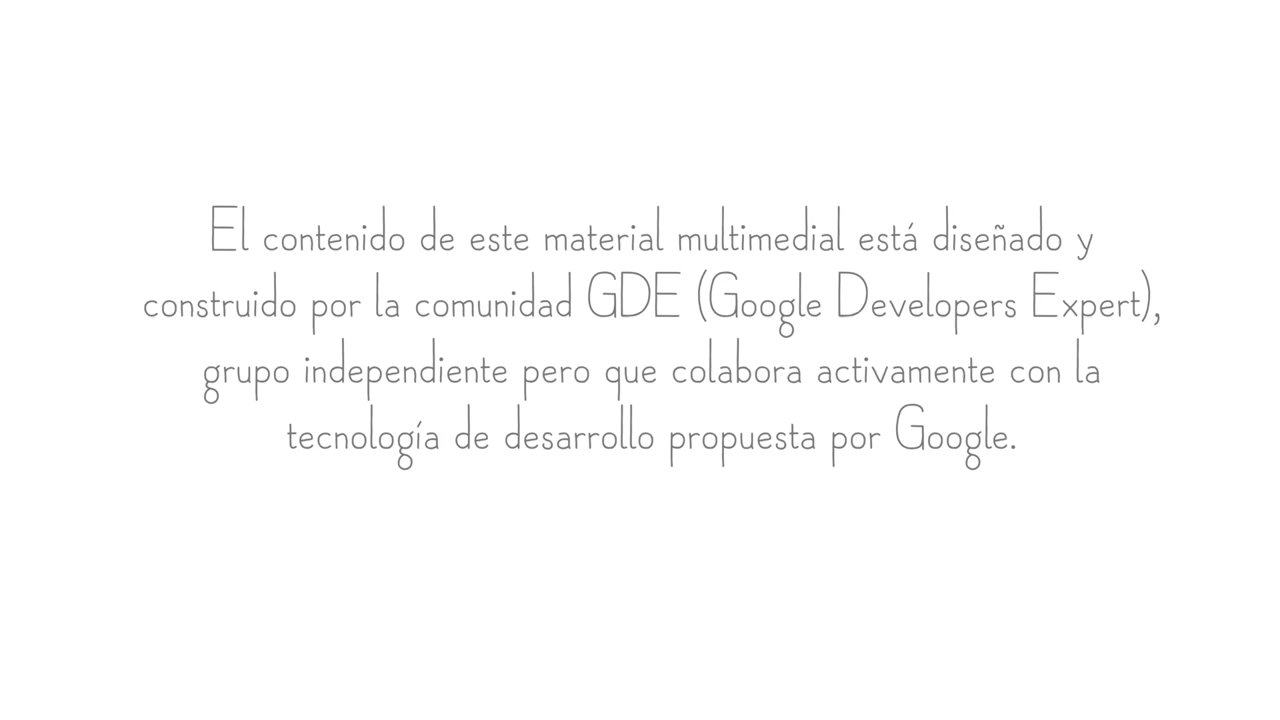 El contenido de este material multimedial está diseñado y
construido por la comunidad GDE (Google Developers Expert),
grupo independiente pero que colabora activamente con la
tecnología de desarrollo propuesta por Google.